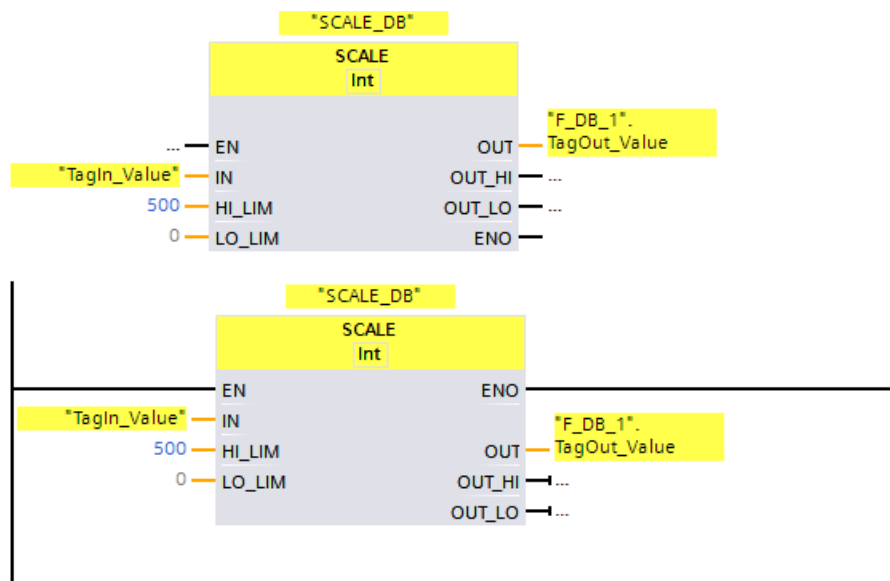 "SCALE_DB"
SCALE
Int
"F_DB_1".
... EN OUT TagOut_Value
"TagIn_Value" IN OUT_HI ...
500 HI_LIM OUT_LO ...
0 LO_LIM ENO
"SCALE_DB"
SCALE
Int
EN ENO
"TagIn_Value" IN "F_DB_1".
500 HI_LIM OUT TagOut_Value
0 LO_LIM OUT_HI ...
OUT_LO ...